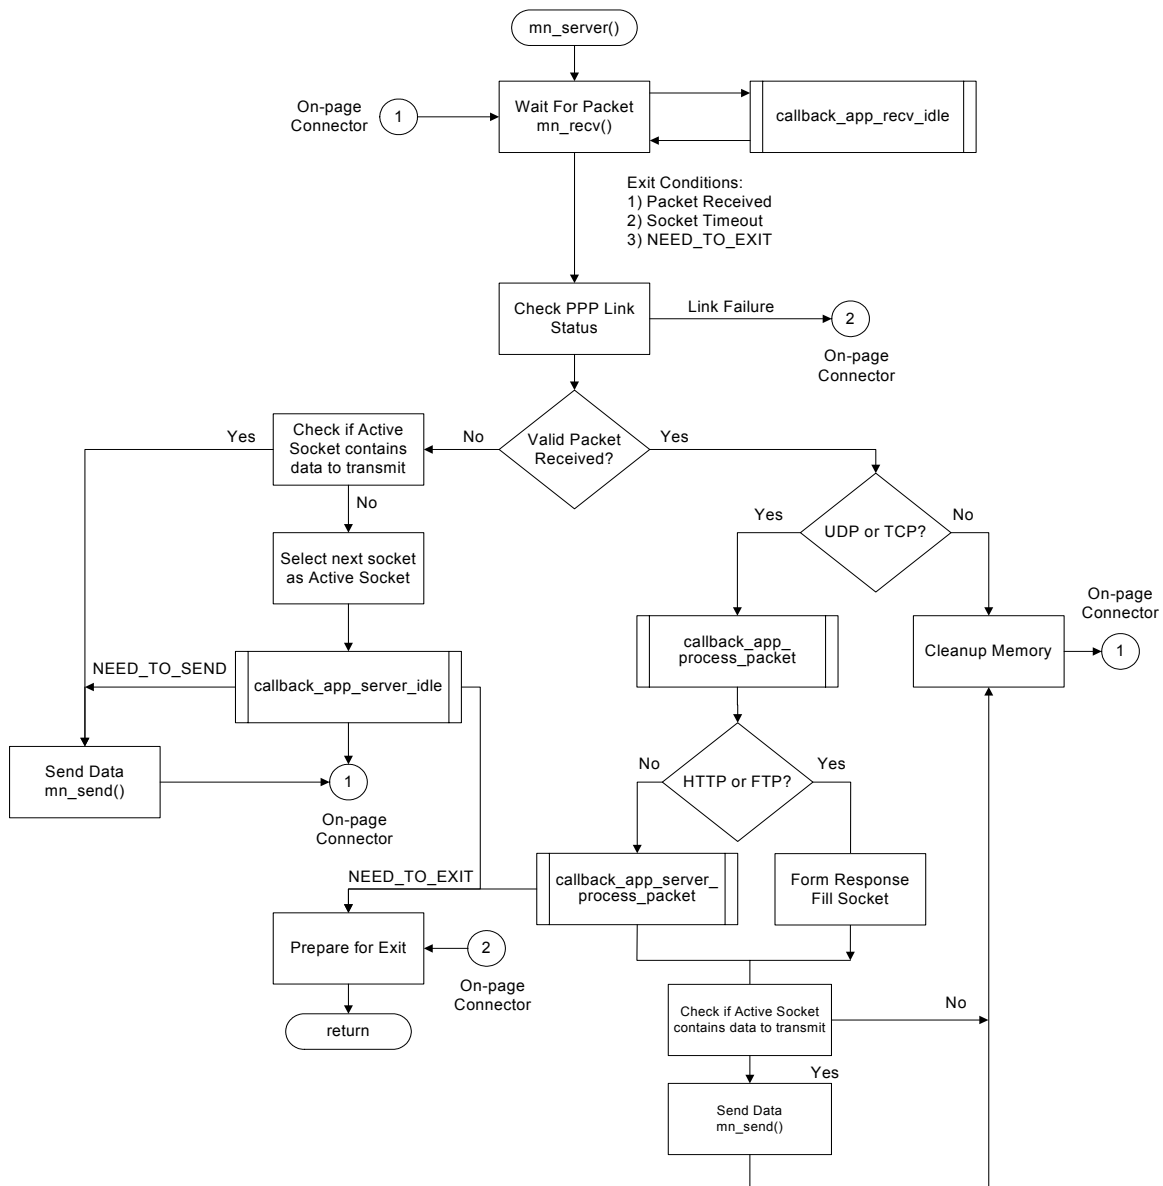 mn_server()
On-page
Connector
1
Wait For Packet
mn_recv()
callback_app_recv_idle
Exit Conditions:
1) Packet Received
2) Socket Timeout
3) NEED_TO_EXIT
Check PPP Link
Status
Link Failure
2
On-page
Connector
Yes
Check if Active
Socket contains
data to transmit
No
Valid Packet
Received?
Yes
No
Yes
UDP or TCP?
No
Select next socket
as Active Socket
On-page
Connector
NEED_TO_SEND
callback_app_server_idle
callback_app_
process_packet
Cleanup Memory
1
Send Data
mn_send()
1
On-page
Connector
No
HTTP or FTP?
Yes
NEED_TO_EXIT
callback_app_server_
process_packet
Form Response
Fill Socket
Prepare for Exit
2
On-page
Connector
return
Check if Active Socket
contains data to transmit
No
Yes
Send Data
mn_send()